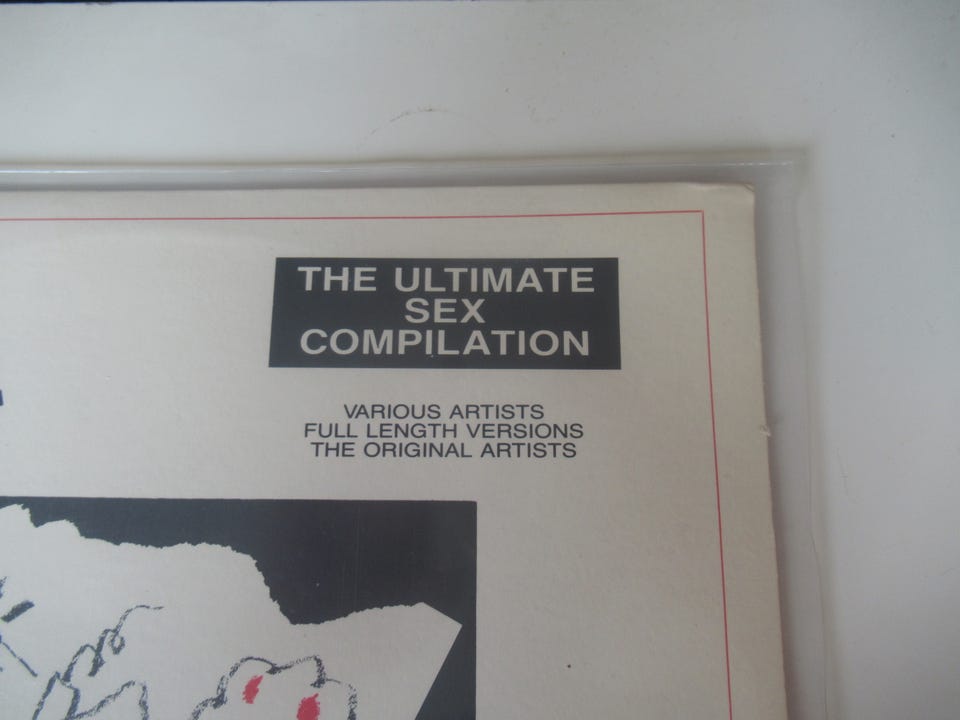 THE ULTIMATE
SEX
COMPILATION
VARIOUS ARTISTS
FULL LENGTH VERSIONS
THE ORIGINAL ARTISTS